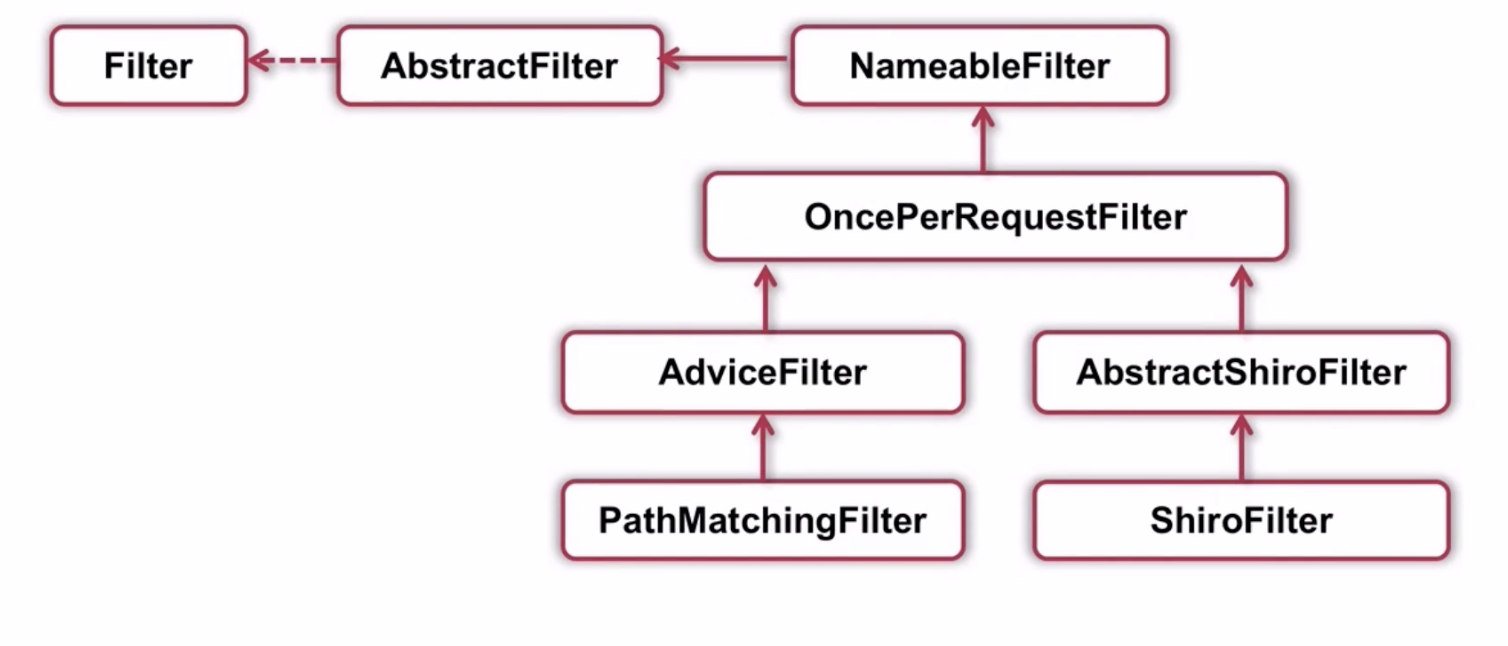 Filter
AbstractFilter
NameableFilter
OncePerRequestFilter
AdviceFilter
AbstractShiroFilter
PathMatchingFilter
ShiroFilter